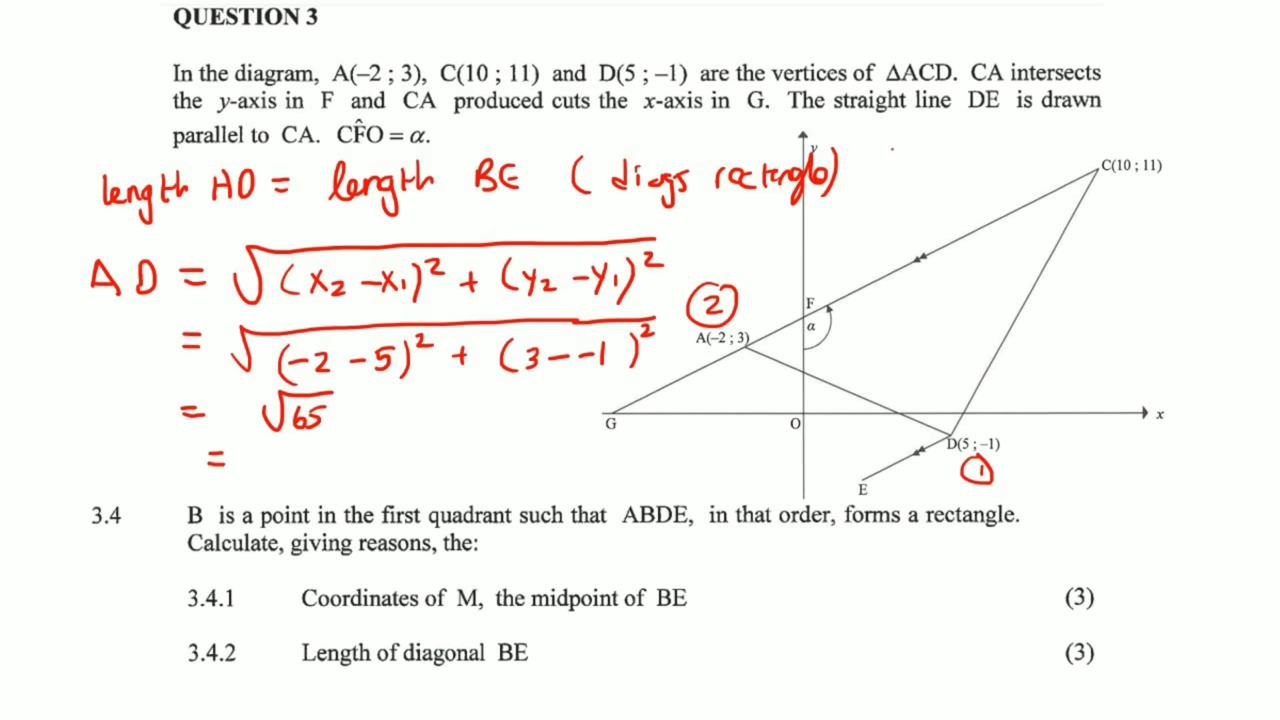 QUESTION 3
In the diagram, A(−2 ; 3), C(10 ; 11) and D(5 ; −1) are the vertices of ΔACD. CA intersects
the y-axis in F and CA produced cuts the x-axis in G. The straight line DE is drawn
parallel to CA. CF̂O = α.
length AD = length BE ( diags rectangle)
AD = √(x₂ − x₁)² + (y₂ − y₁)²
= √(−2 − 5)² + (3 − −1)²
= √65
=
②
y
C(10 ; 11)
F
α
A(−2 ; 3)
G
O
x
D(5 ; −1)
①
E
3.4 B is a point in the first quadrant such that ABDE, in that order, forms a rectangle.
Calculate, giving reasons, the:
3.4.1 Coordinates of M, the midpoint of BE (3)
3.4.2 Length of diagonal BE (3)